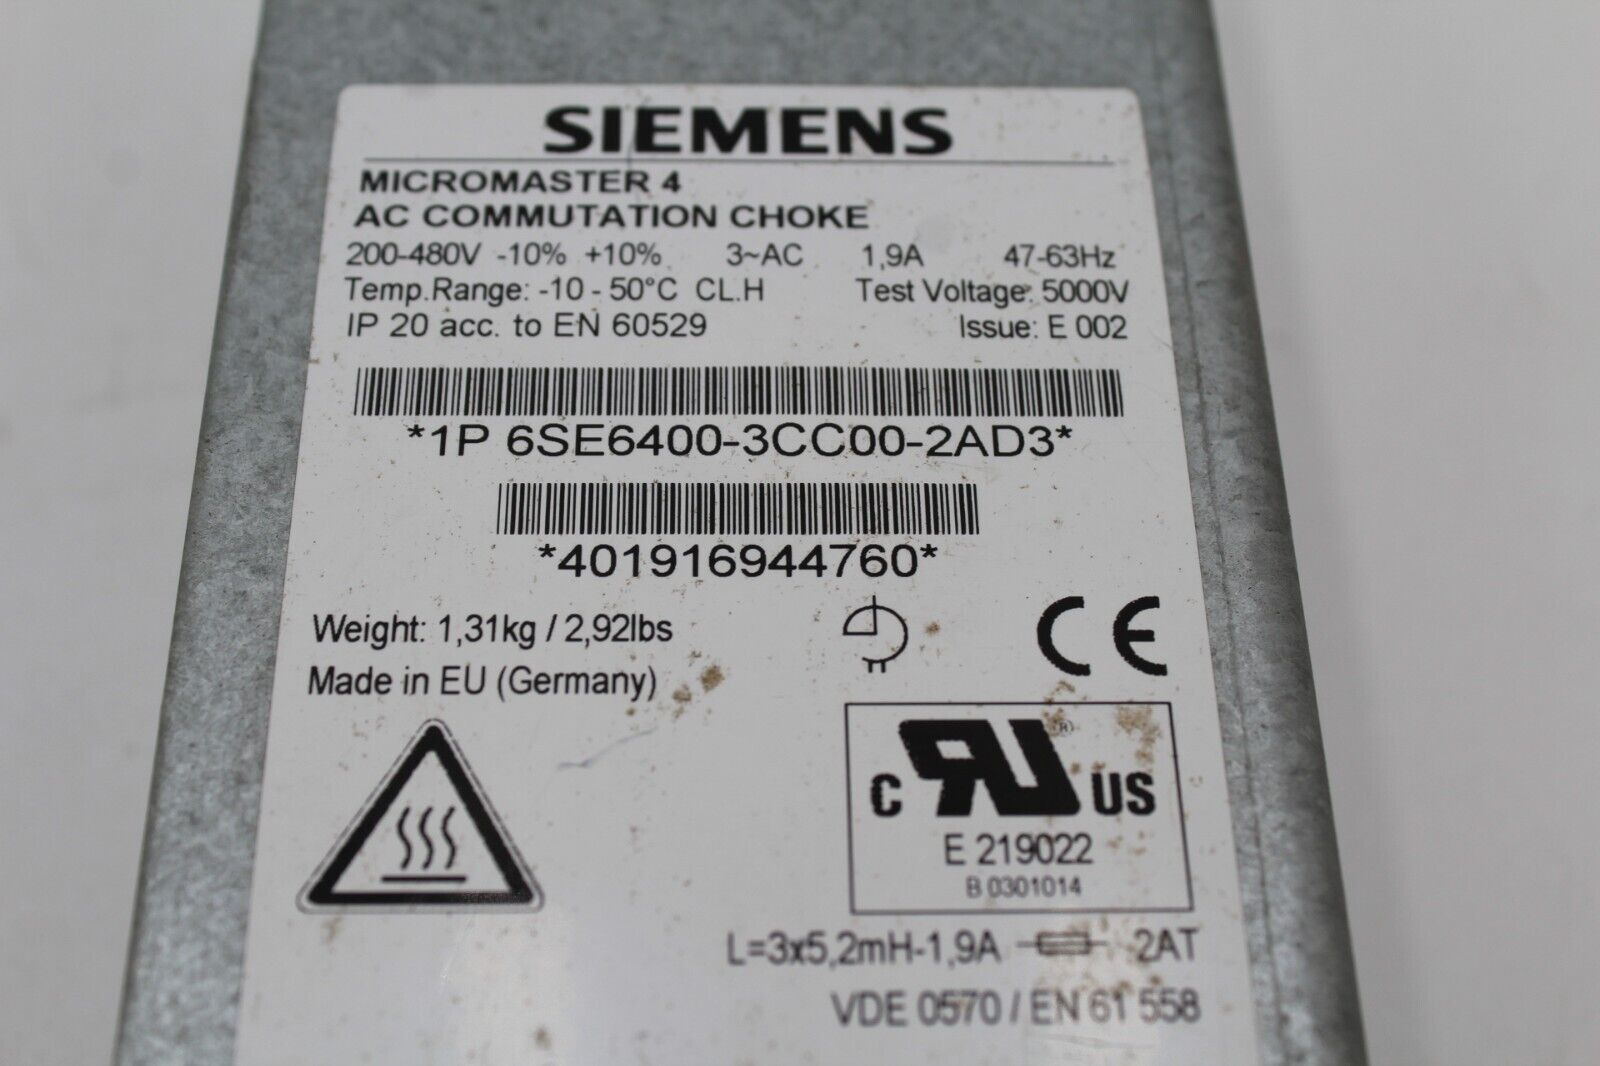 SIEMENS
MICROMASTER 4
AC COMMUTATION CHOKE
200-480V -10% +10% 3~AC 1,9A 47-63Hz
Temp.Range: -10 - 50°C CL.H Test Voltage: 5000V
IP 20 acc. to EN 60529 Issue: E 002
*1P 6SE6400-3CC00-2AD3*
*401916944760*
Weight: 1,31kg / 2,92lbs
Made in EU (Germany)
CE
c RU ® US
E 219022
B 0301014
L=3x5,2mH-1,9A 2AT
VDE 0570 / EN 61 558